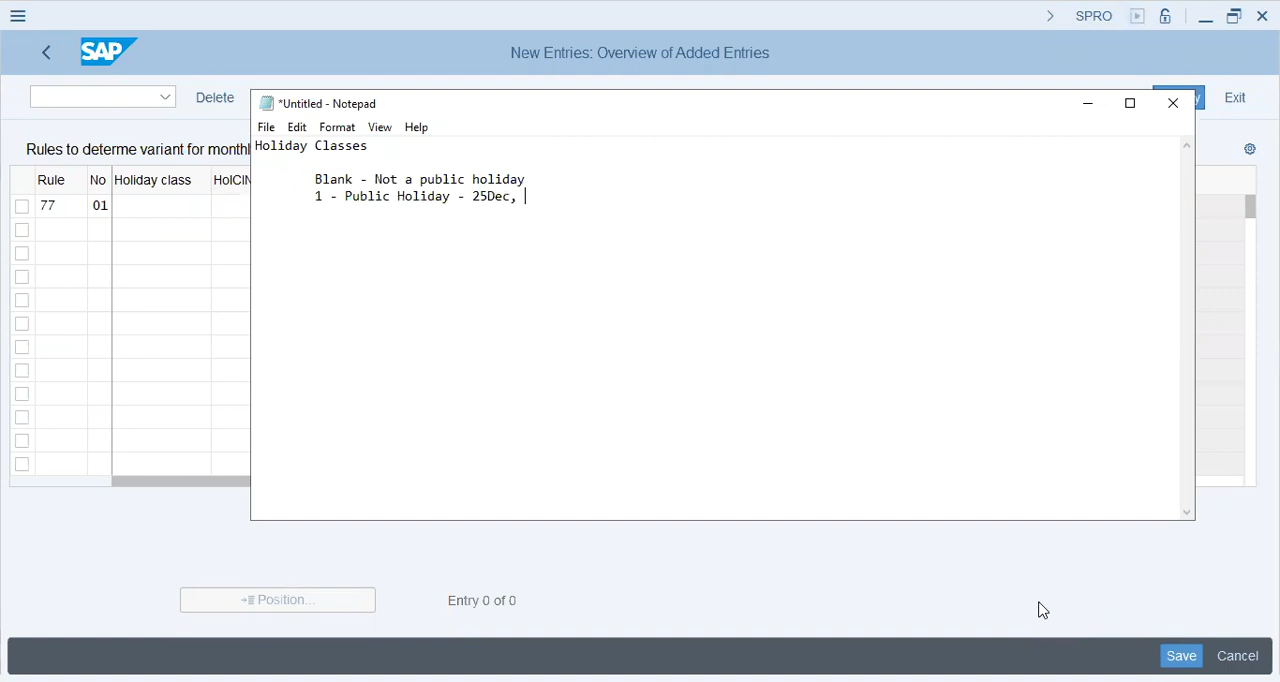 SPRO
SAP
New Entries: Overview of Added Entries
Delete
Exit
*Untitled - Notepad
File Edit Format View Help
Holiday Classes
Blank - Not a public holiday
1 - Public Holiday - 25Dec,
Rules to determe variant for monthl
Rule No Holiday class HolClN
77 01
Position...
Entry 0 of 0
Save Cancel